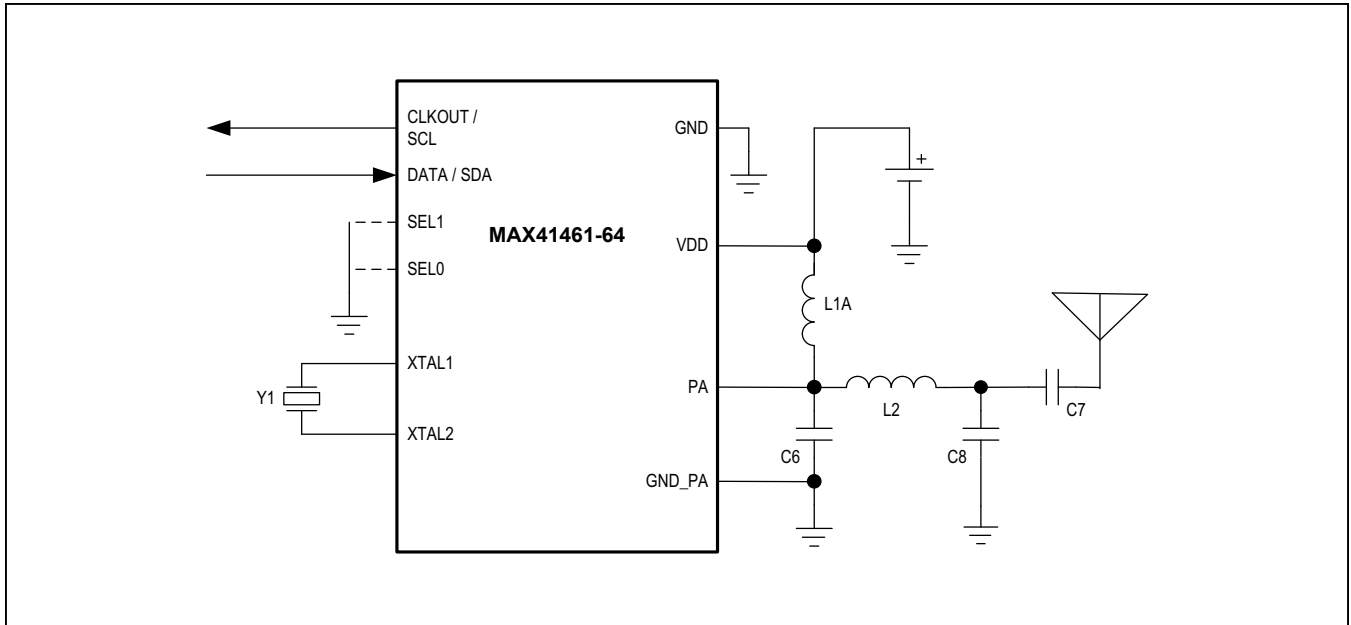 CLKOUT /
SCL
DATA / SDA
SEL1
SEL0
XTAL1
XTAL2
Y1
MAX41461-64
GND
VDD
PA
GND_PA
+
L1A
L2
C6
C8
C7